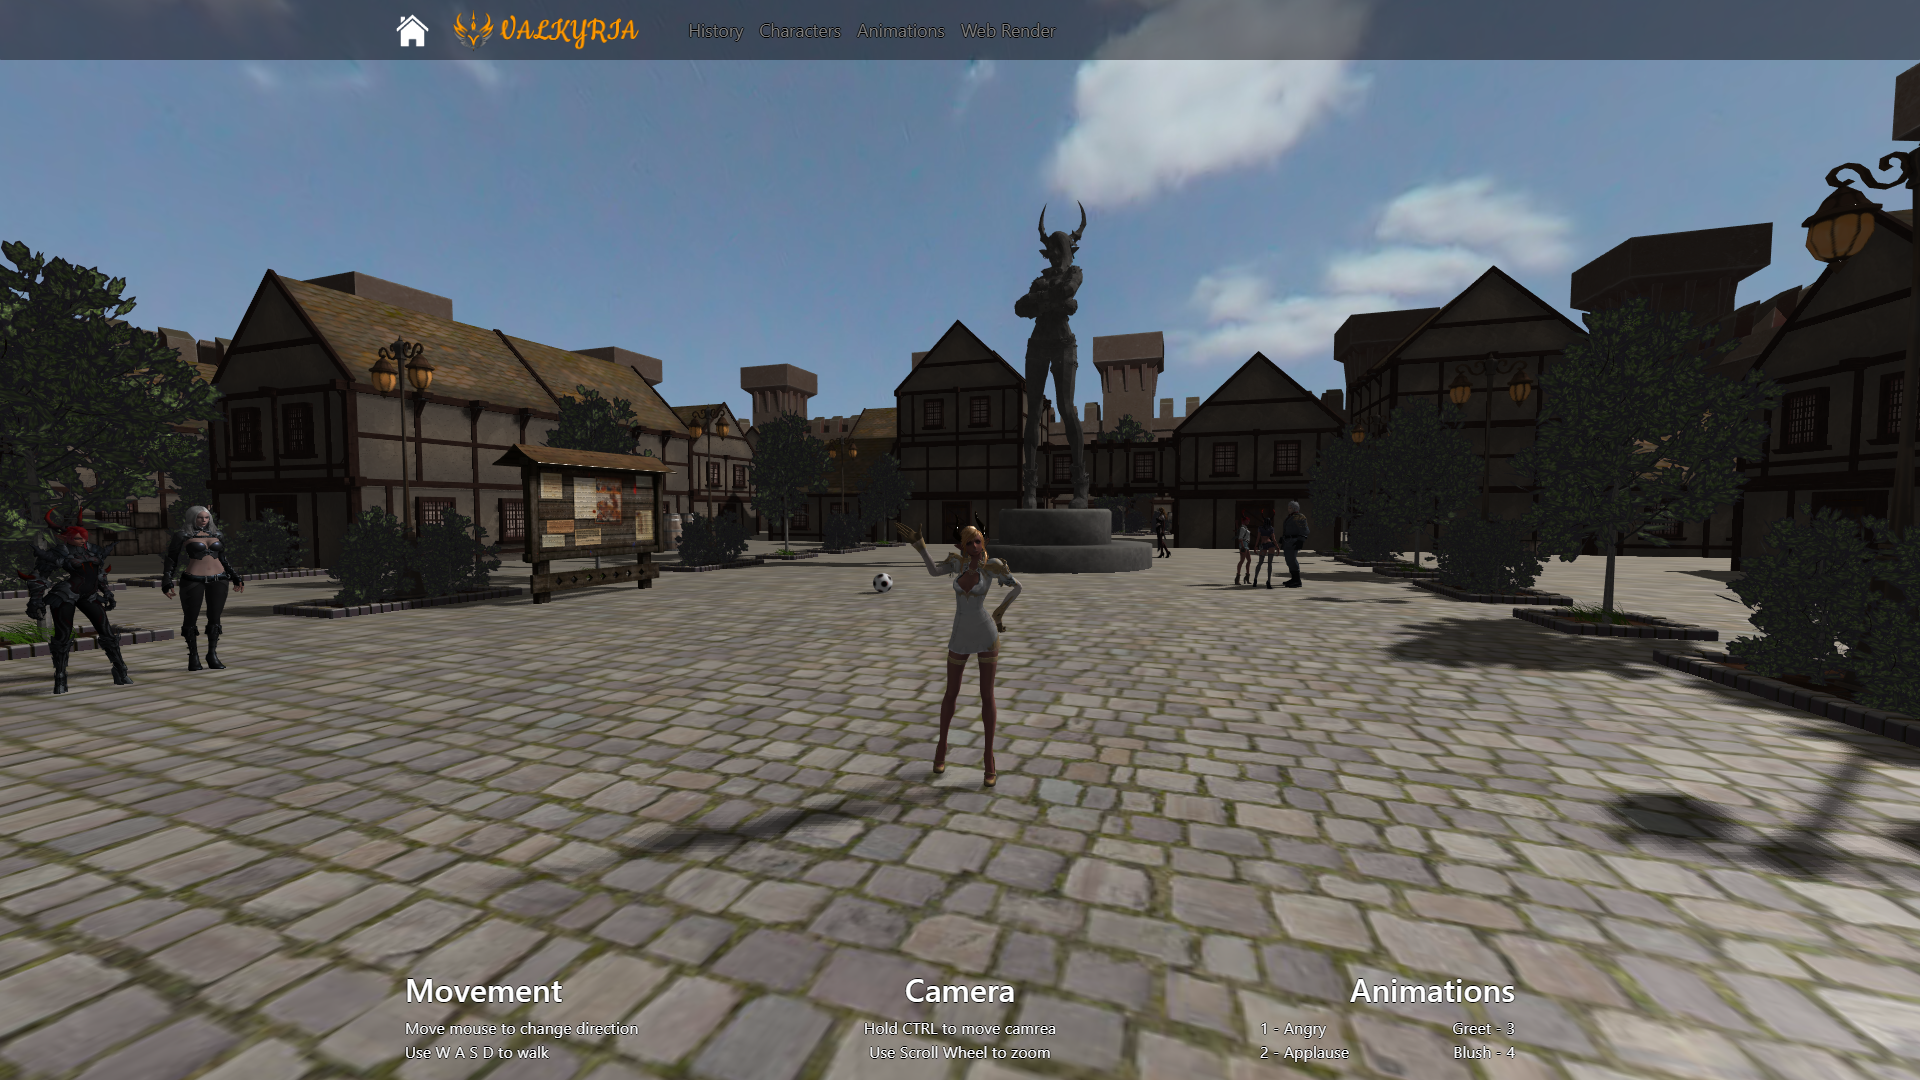 VALKYRIA
History Characters Animations Web Render
Movement
Move mouse to change direction
Use W A S D to walk
Camera
Hold CTRL to move camrea
Use Scroll Wheel to zoom
Animations
1 - Angry Greet - 3
2 - Applause Blush - 4